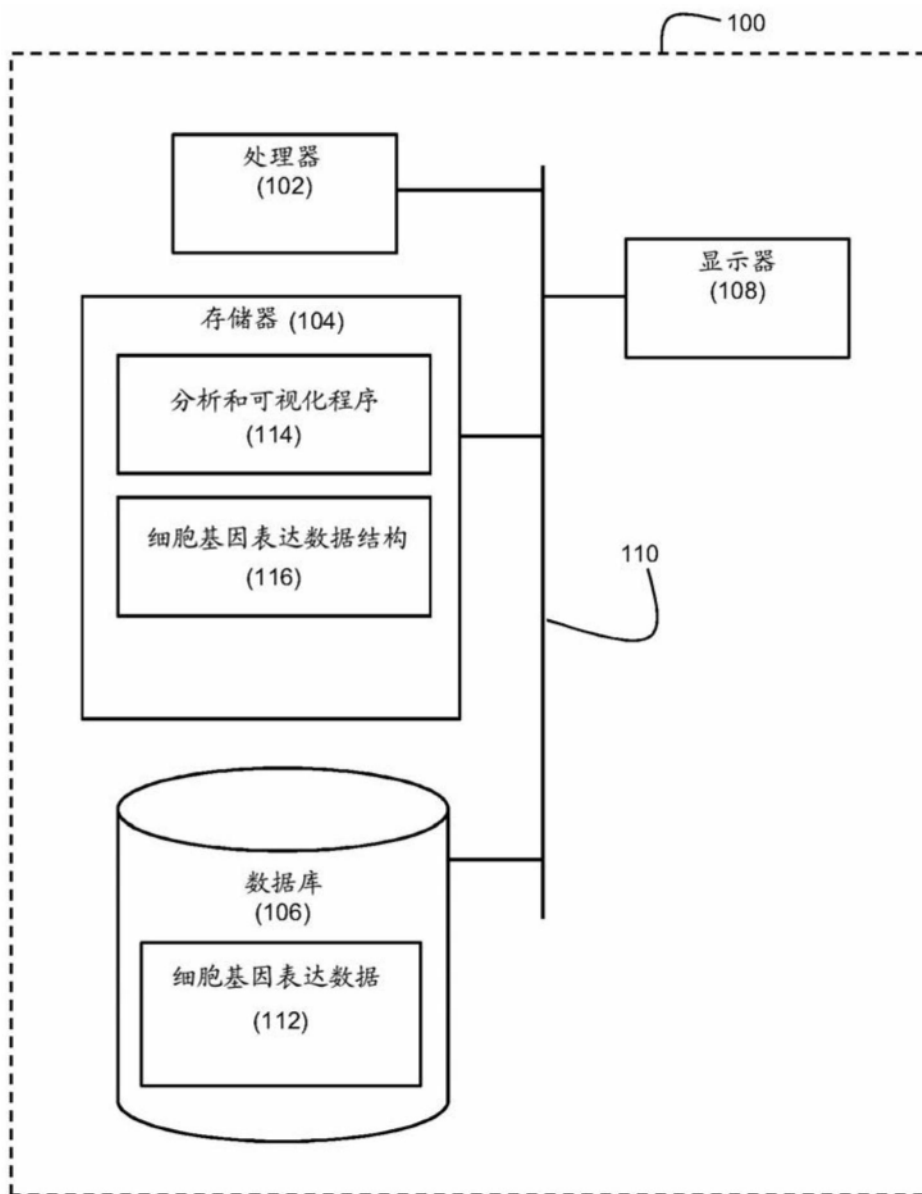 100
处理器
(102)
显示器
(108)
存储器 (104)
分析和可视化程序
(114)
细胞基因表达数据结构
(116)
110
数据库
(106)
细胞基因表达数据
(112)